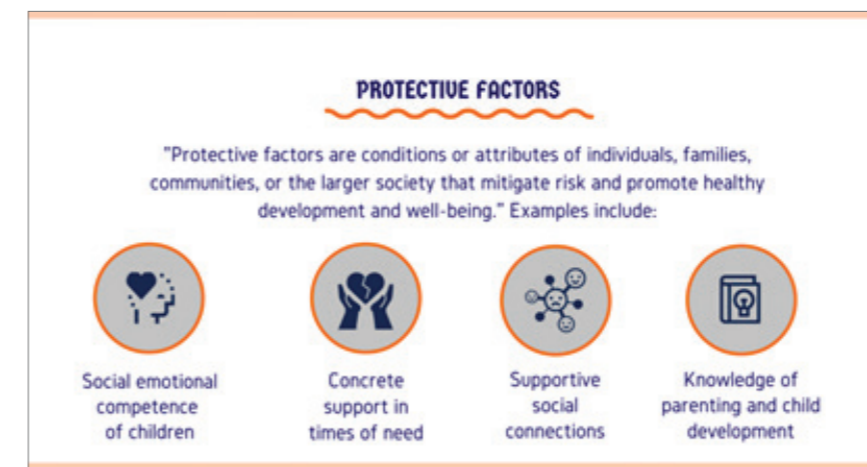 PROTECTIVE FACTORS
"Protective factors are conditions or attributes of individuals, families,
communities, or the larger society that mitigate risk and promote healthy
development and well-being." Examples include:
Social emotional
competence
of children
Concrete
support in
times of need
Supportive
social
connections
Knowledge of
parenting and child
development